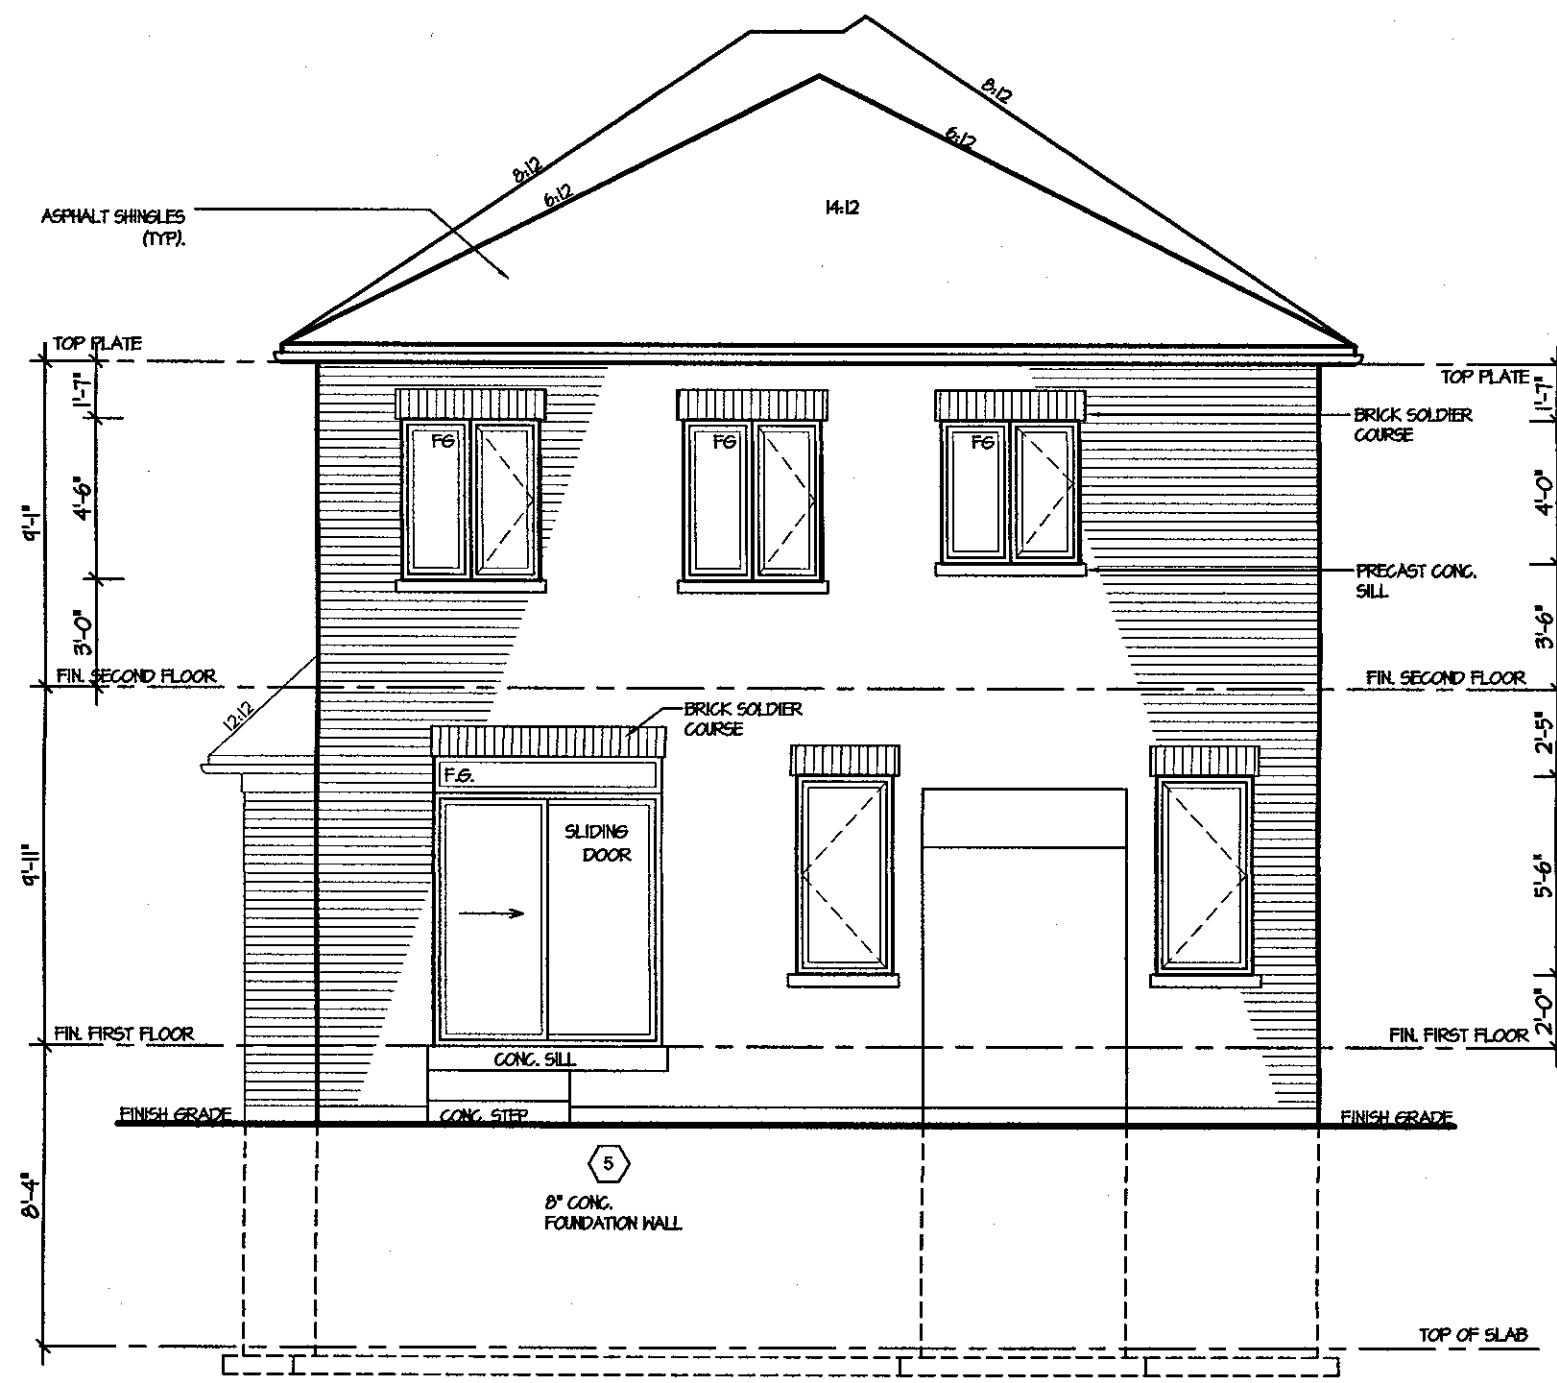 8:12
8:12
6:12
6:12
14:12
ASPHALT SHINGLES
(TYP).
TOP PLATE
TOP PLATE
1'-7"
1'-7"
BRICK SOLDIER
COURSE
FG
FG
FG
4'-6"
4'-0"
9'-1"
PRECAST CONC.
SILL
3'-0"
3'-6"
FIN. SECOND FLOOR
FIN. SECOND FLOOR
12:12
BRICK SOLDIER
COURSE
2'-5"
F.G.
SLIDING
DOOR
9'-11"
5'-6"
2'-0"
FIN. FIRST FLOOR
FIN. FIRST FLOOR
CONC. SILL
FINISH GRADE
CONC. STEP
FINISH GRADE
5
8" CONC.
FOUNDATION WALL
8'-4"
TOP OF SLAB